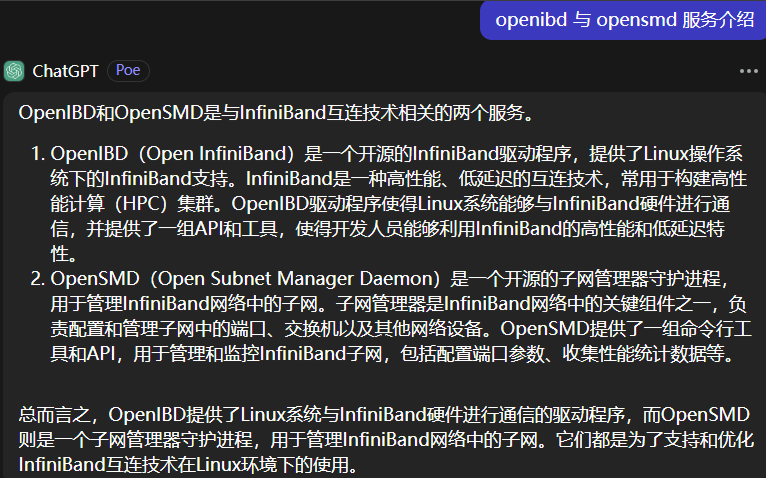 openibd 与 opensmd 服务介绍
ChatGPT Poe
OpenIBD和OpenSMD是与InfiniBand互连技术相关的两个服务。
1. OpenIBD（Open InfiniBand）是一个开源的InfiniBand驱动程序，提供了Linux操作系
统下的InfiniBand支持。InfiniBand是一种高性能、低延迟的互连技术，常用于构建高性
能计算（HPC）集群。OpenIBD驱动程序使得Linux系统能够与InfiniBand硬件进行通
信，并提供了一组API和工具，使得开发人员能够利用InfiniBand的高性能和低延迟特
性。
2. OpenSMD（Open Subnet Manager Daemon）是一个开源的子网管理器守护进程，
用于管理InfiniBand网络中的子网。子网管理器是InfiniBand网络中的关键组件之一，负
责配置和管理子网中的端口、交换机以及其他网络设备。OpenSMD提供了一组命令行工
具和API，用于管理和监控InfiniBand子网，包括配置端口参数、收集性能统计数据等。
总而言之，OpenIBD提供了Linux系统与InfiniBand硬件进行通信的驱动程序，而OpenSMD
则是一个子网管理器守护进程，用于管理InfiniBand网络中的子网。它们都是为了支持和优化
InfiniBand互连技术在Linux环境下的使用。